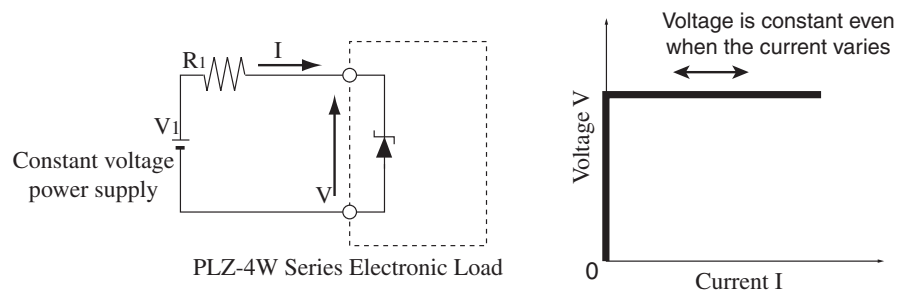 R1
I
V1
Constant voltage
power supply
V
PLZ-4W Series Electronic Load
Voltage is constant even
when the current varies
Voltage V
0
Current I